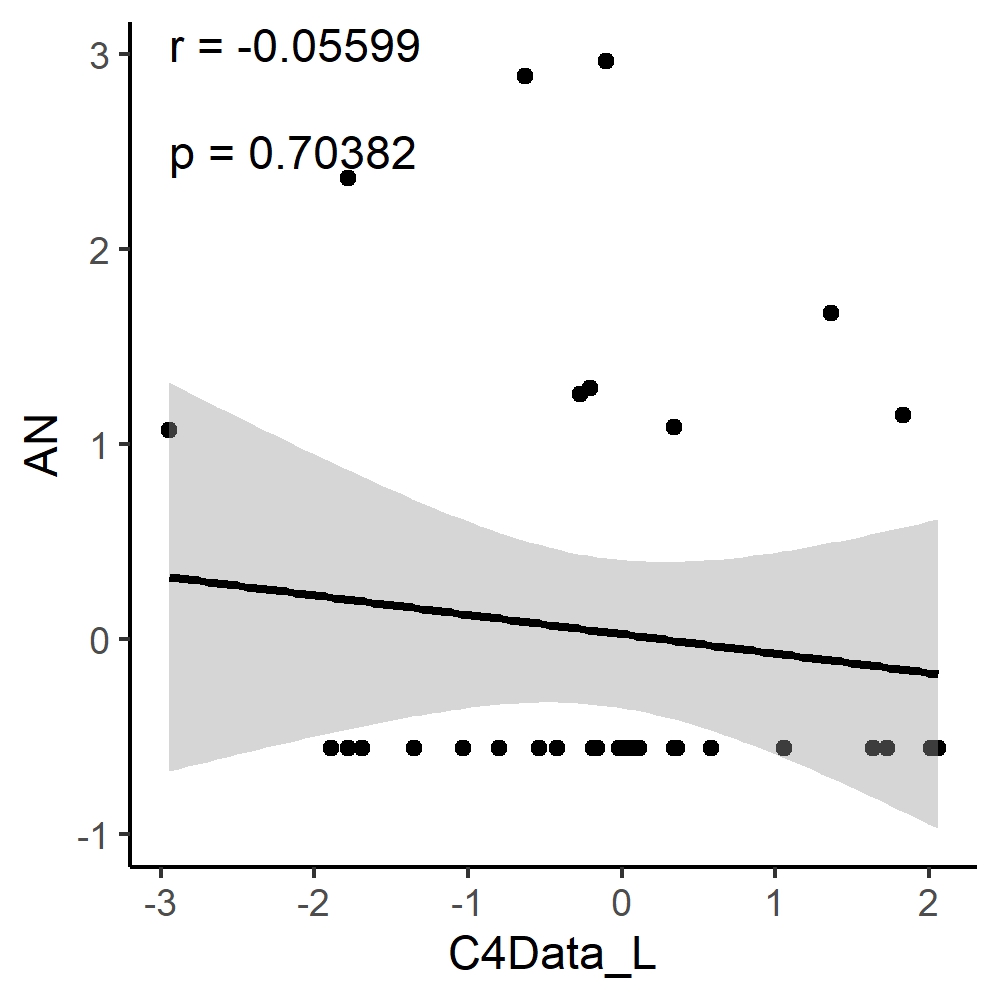 r = -0.05599
p = 0.70382
3
2
1
0
-1
AN
-3 -2 -1 0 1 2
C4Data_L